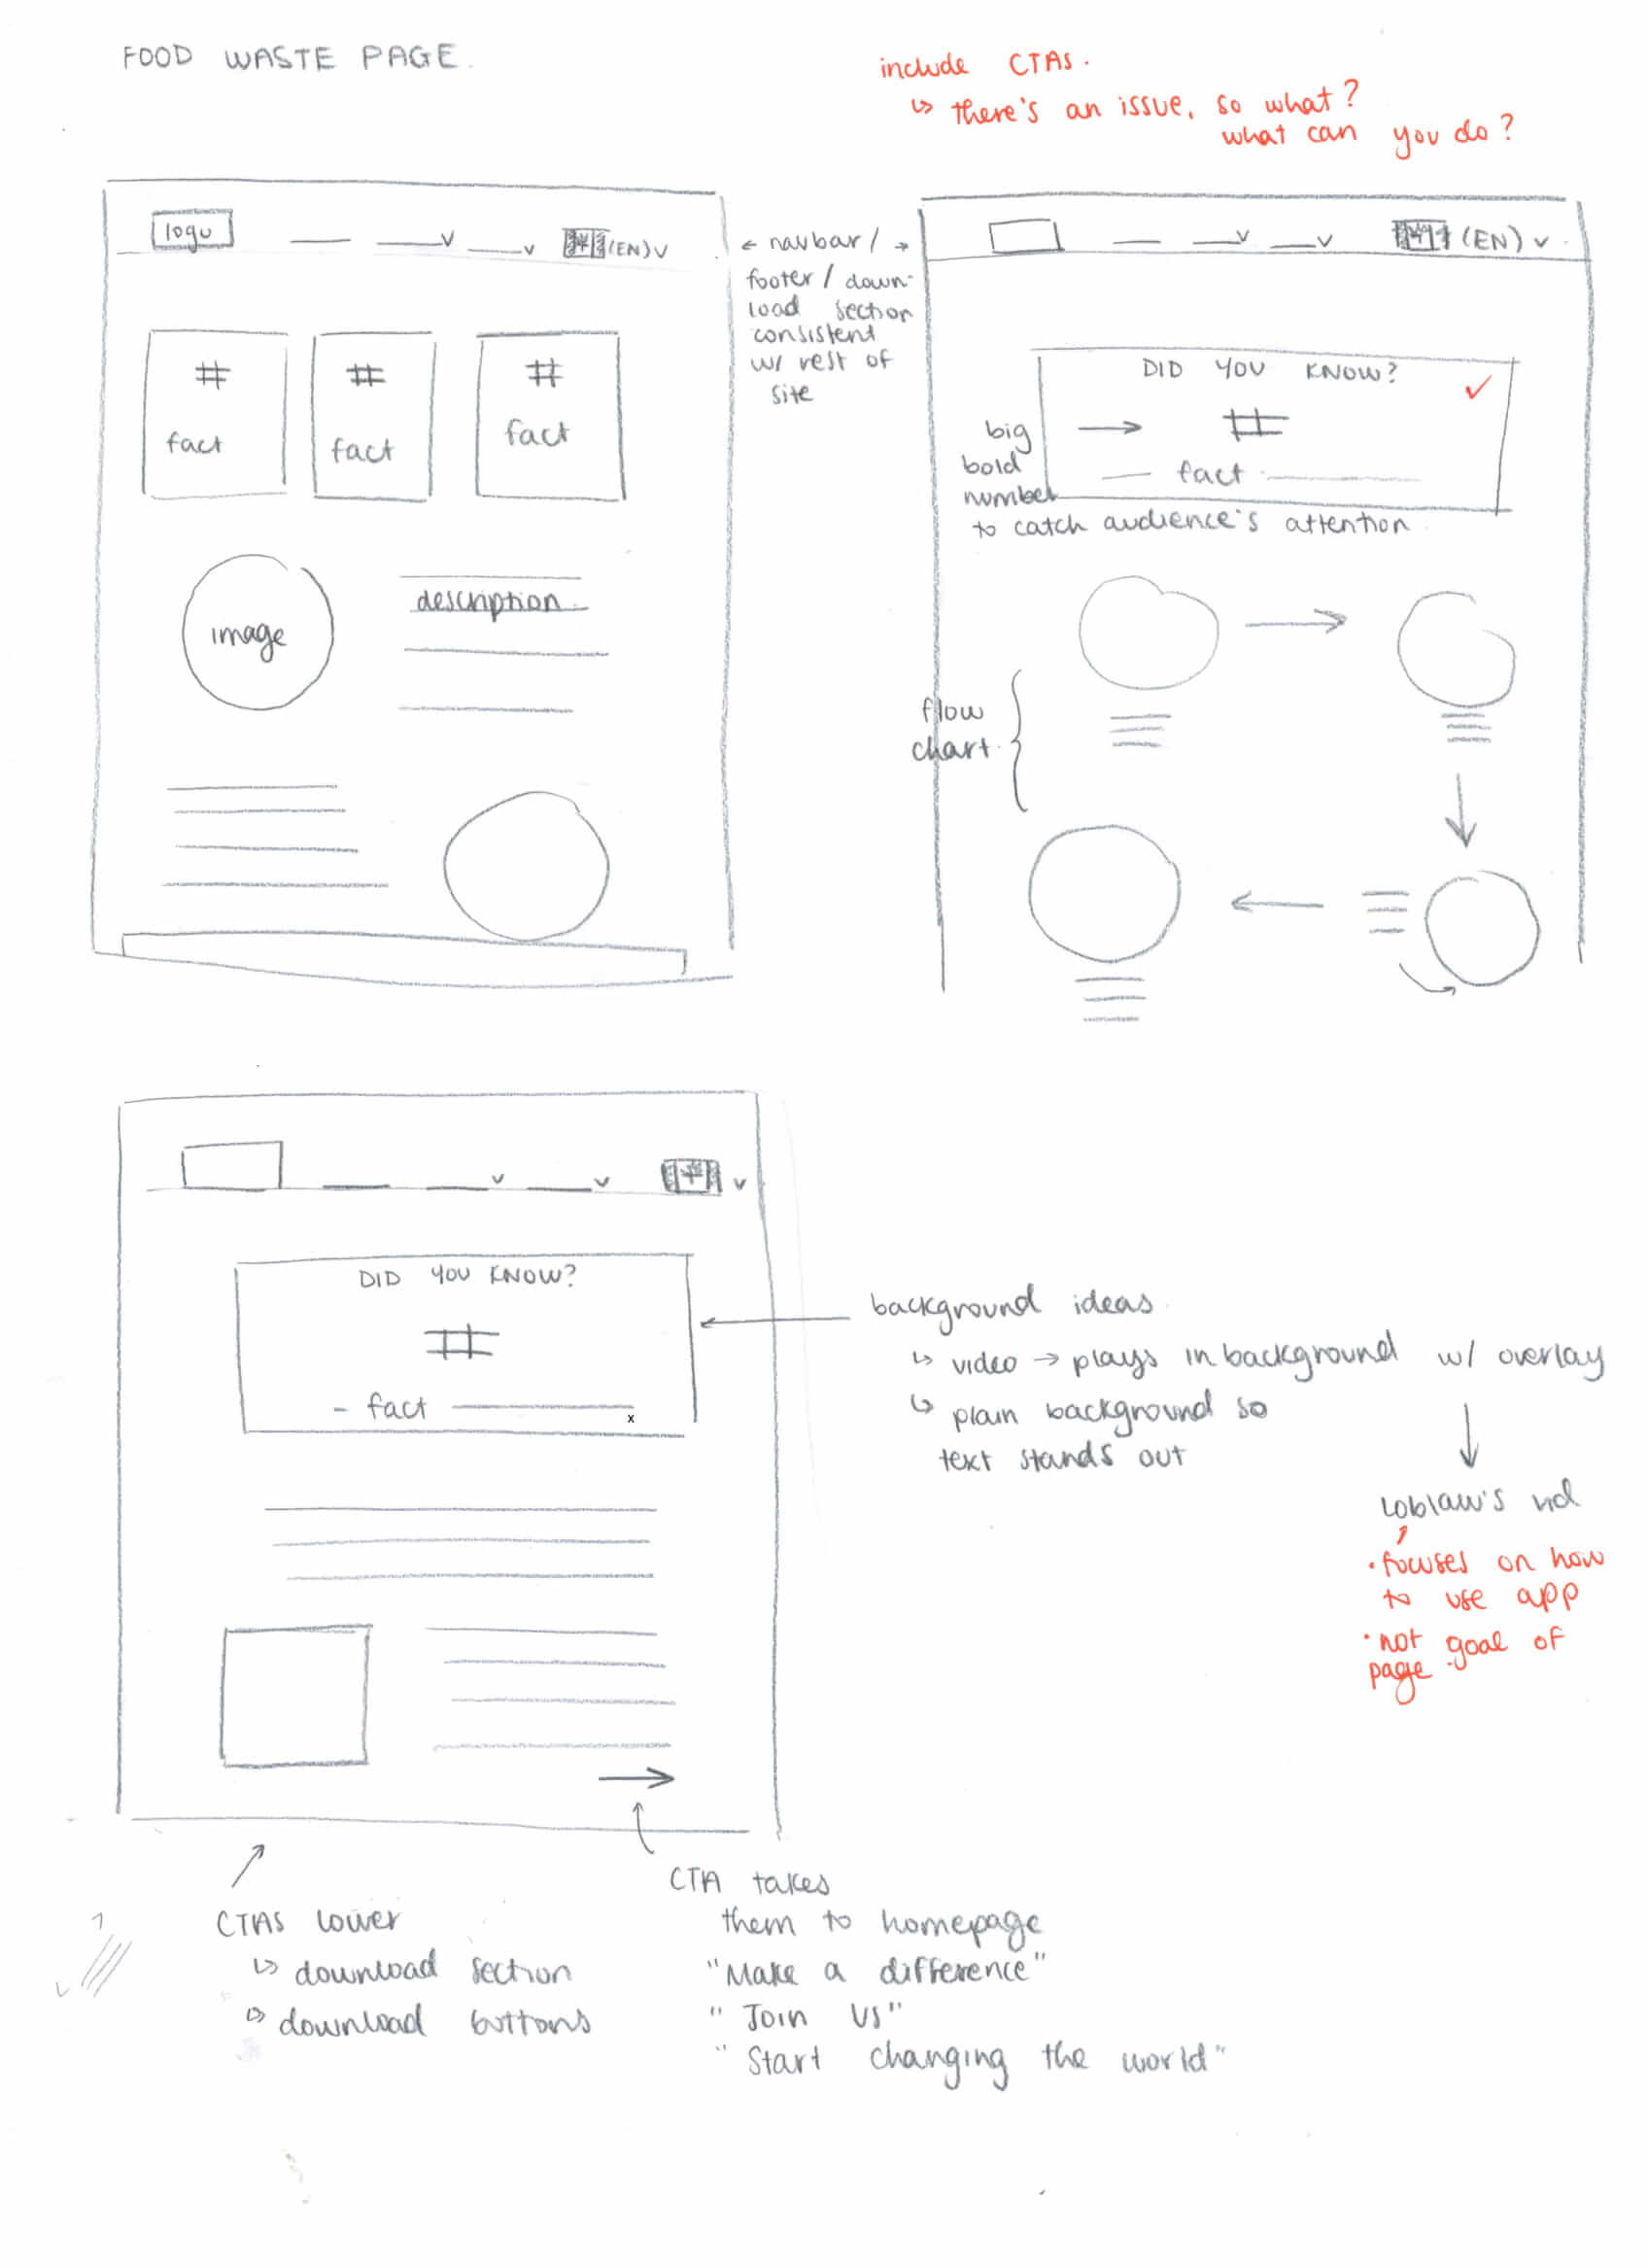 FOOD WASTE PAGE.
include CTAs.
↳ there's an issue, so what?
what can you do?
logo
(EN) v
← navbar / →
footer / down-
load section
consistent
w/ rest of
site
(EN) v
#
fact
#
fact
#
fact
image
description
DID YOU KNOW?
✓
#
fact
big
bold
number
to catch audience's attention
flow
chart
DID YOU KNOW?
#
- fact
x
background ideas
↳ video → plays in background w/ overlay
↳ plain background so
text stands out
Loblaw's vid
• focuses on how
to use app
• not goal of
page
CTAs lower
↳ download section
↳ download buttons
CTA takes
them to homepage
"Make a difference"
"Join Us"
"Start changing the world"